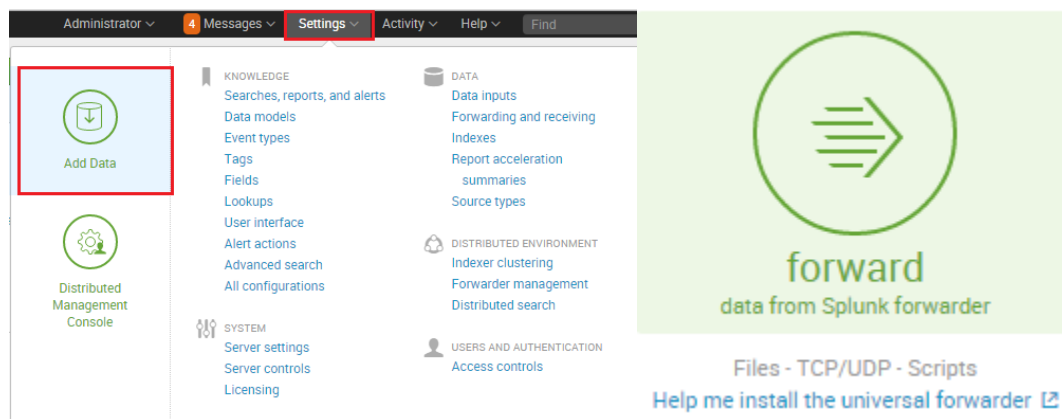 Administrator 4 Messages Settings Activity Help Find
Add Data
Distributed
Management
Console
KNOWLEDGE
Searches, reports, and alerts
Data models
Event types
Tags
Fields
Lookups
User interface
Alert actions
Advanced search
All configurations
SYSTEM
Server settings
Server controls
Licensing
DATA
Data inputs
Forwarding and receiving
Indexes
Report acceleration
summaries
Source types
DISTRIBUTED ENVIRONMENT
Indexer clustering
Forwarder management
Distributed search
USERS AND AUTHENTICATION
Access controls
forward
data from Splunk forwarder
Files - TCP/UDP - Scripts
Help me install the universal forwarder